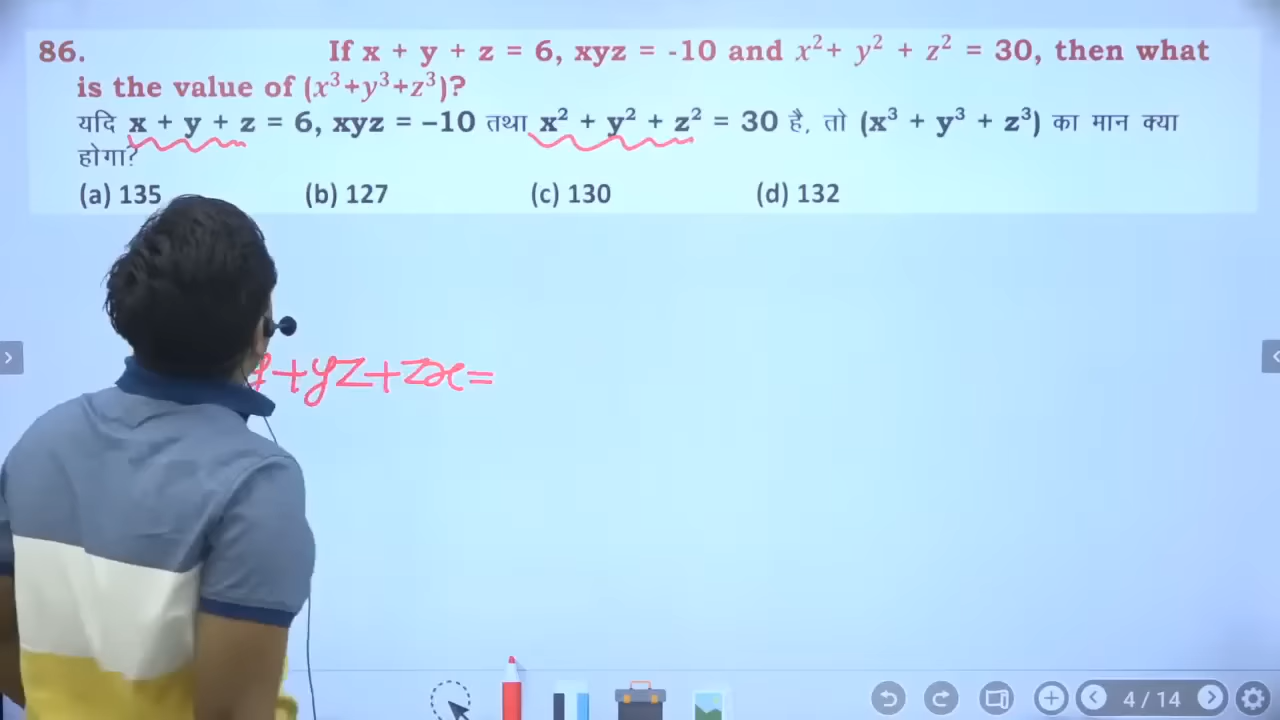 86. If x + y + z = 6, xyz = -10 and x² + y² + z² = 30, then what
is the value of (x³+y³+z³)?
यदि x + y + z = 6, xyz = –10 तथा x² + y² + z² = 30 है, तो (x³ + y³ + z³) का मान क्या
होगा?
(a) 135 (b) 127 (c) 130 (d) 132
+yz+zx=
4 / 14